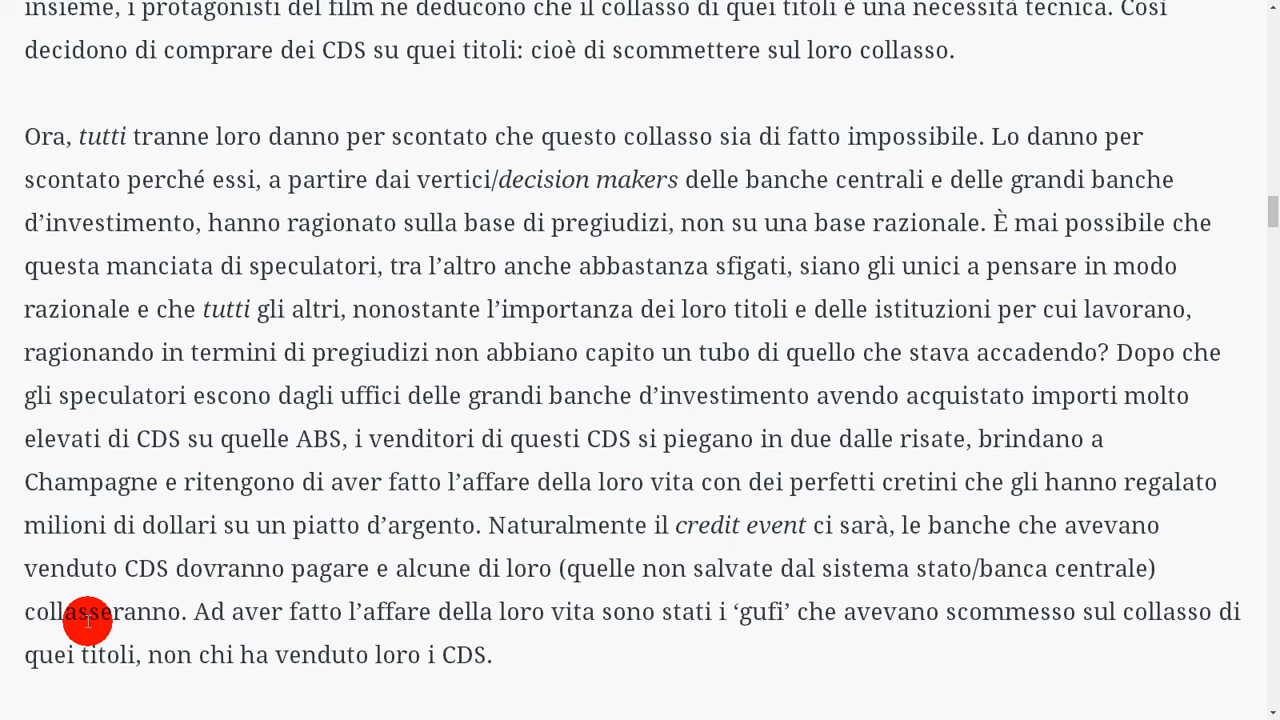 insieme, i protagonisti del film ne deducono che il collasso di quei titoli è una necessità tecnica. Così
decidono di comprare dei CDS su quei titoli: cioè di scommettere sul loro collasso.
Ora, tutti tranne loro danno per scontato che questo collasso sia di fatto impossibile. Lo danno per
scontato perché essi, a partire dai vertici/decision makers delle banche centrali e delle grandi banche
d’investimento, hanno ragionato sulla base di pregiudizi, non su una base razionale. È mai possibile che
questa manciata di speculatori, tra l’altro anche abbastanza sfigati, siano gli unici a pensare in modo
razionale e che tutti gli altri, nonostante l’importanza dei loro titoli e delle istituzioni per cui lavorano,
ragionando in termini di pregiudizi non abbiano capito un tubo di quello che stava accadendo? Dopo che
gli speculatori escono dagli uffici delle grandi banche d’investimento avendo acquistato importi molto
elevati di CDS su quelle ABS, i venditori di questi CDS si piegano in due dalle risate, brindano a
Champagne e ritengono di aver fatto l’affare della loro vita con dei perfetti cretini che gli hanno regalato
milioni di dollari su un piatto d’argento. Naturalmente il credit event ci sarà, le banche che avevano
venduto CDS dovranno pagare e alcune di loro (quelle non salvate dal sistema stato/banca centrale)
collasseranno. Ad aver fatto l’affare della loro vita sono stati i ‘gufi’ che avevano scommesso sul collasso di
quei titoli, non chi ha venduto loro i CDS.